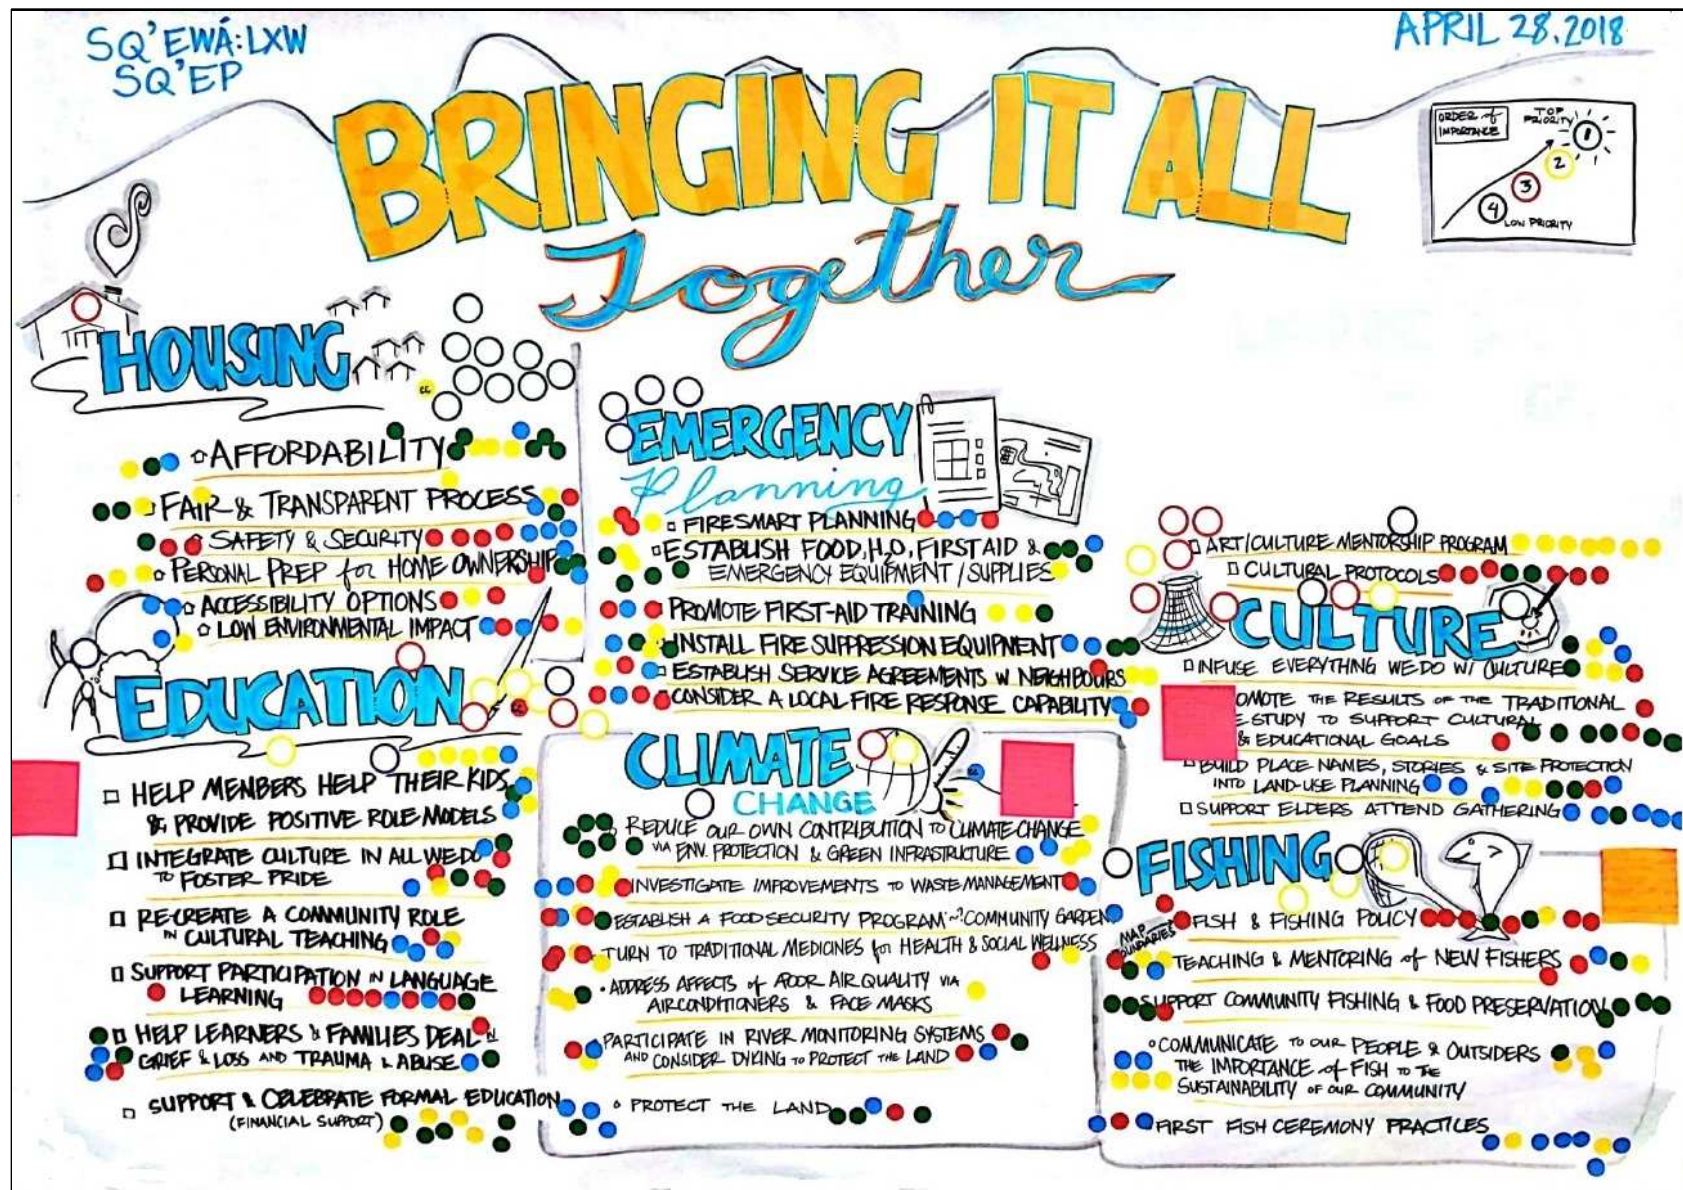 SQ'EWÁ:LXW
SQ'EP
APRIL 28, 2018
BRINGING IT ALL
Together
ORDER of
IMPORTANCE
TOP
PRIORITY
1
2
3
4
LOW PRIORITY
HOUSING
AFFORDABILITY
FAIR & TRANSPARENT PROCESS
SAFETY & SECURITY
PERSONAL PREP for HOME OWNERSHIP
ACCESSIBILITY OPTIONS
LOW ENVIRONMENTAL IMPACT
EDUCATION
HELP MEMBERS HELP THEIR KIDS
& PROVIDE POSITIVE ROLE MODELS
INTEGRATE CULTURE IN ALL WE DO
TO FOSTER PRIDE
RE-CREATE A COMMUNITY ROLE
IN CULTURAL TEACHING
SUPPORT PARTICIPATION IN LANGUAGE
LEARNING
HELP LEARNERS & FAMILIES DEAL
GRIEF & LOSS AND TRAUMA & ABUSE
SUPPORT & CELEBRATE FORMAL EDUCATION
(FINANCIAL SUPPORT)
EMERGENCY
Planning
FIRESMART PLANNING
ESTABLISH FOOD, H2O, FIRST AID &
EMERGENCY EQUIPMENT / SUPPLIES
PROMOTE FIRST-AID TRAINING
INSTALL FIRE SUPPRESSION EQUIPMENT
ESTABLISH SERVICE AGREEMENTS W NEIGHBOURS
CONSIDER A LOCAL FIRE RESPONSE CAPABILITY
CLIMATE
CHANGE
REDUCE OUR OWN CONTRIBUTION TO CLIMATE CHANGE
VIA ENV. PROTECTION & GREEN INFRASTRUCTURE
INVESTIGATE IMPROVEMENTS TO WASTE MANAGEMENT
ESTABLISH A FOOD SECURITY PROGRAM ~? COMMUNITY GARDEN
TURN TO TRADITIONAL MEDICINES for HEALTH & SOCIAL WELLNESS
ADDRESS AFFECTS of POOR AIR QUALITY VIA
AIRCONDITIONERS & FACE MASKS
PARTICIPATE IN RIVER MONITORING SYSTEMS
AND CONSIDER DYKING TO PROTECT THE LAND
PROTECT THE LAND
ART/CULTURE MENTORSHIP PROGRAM
CULTURAL PROTOCOLS
CULTURE
INFUSE EVERYTHING WE DO W/ CULTURE
OMOTE THE RESULTS OF THE TRADITIONAL
E STUDY TO SUPPORT CULTURAL
& EDUCATIONAL GOALS
BUILD PLACE NAMES, STORIES & SITE PROTECTION
INTO LAND-USE PLANNING
SUPPORT ELDERS ATTEND GATHERING
FISHING
FISH & FISHING POLICY
MAP
BOUNDARIES
TEACHING & MENTORING of NEW FISHERS
SUPPORT COMMUNITY FISHING & FOOD PRESERVATION
COMMUNICATE TO OUR PEOPLE & OUTSIDERS
THE IMPORTANCE of FISH TO THE
SUSTAINABILITY OF OUR COMMUNITY
FIRST FISH CEREMONY PRACTICES